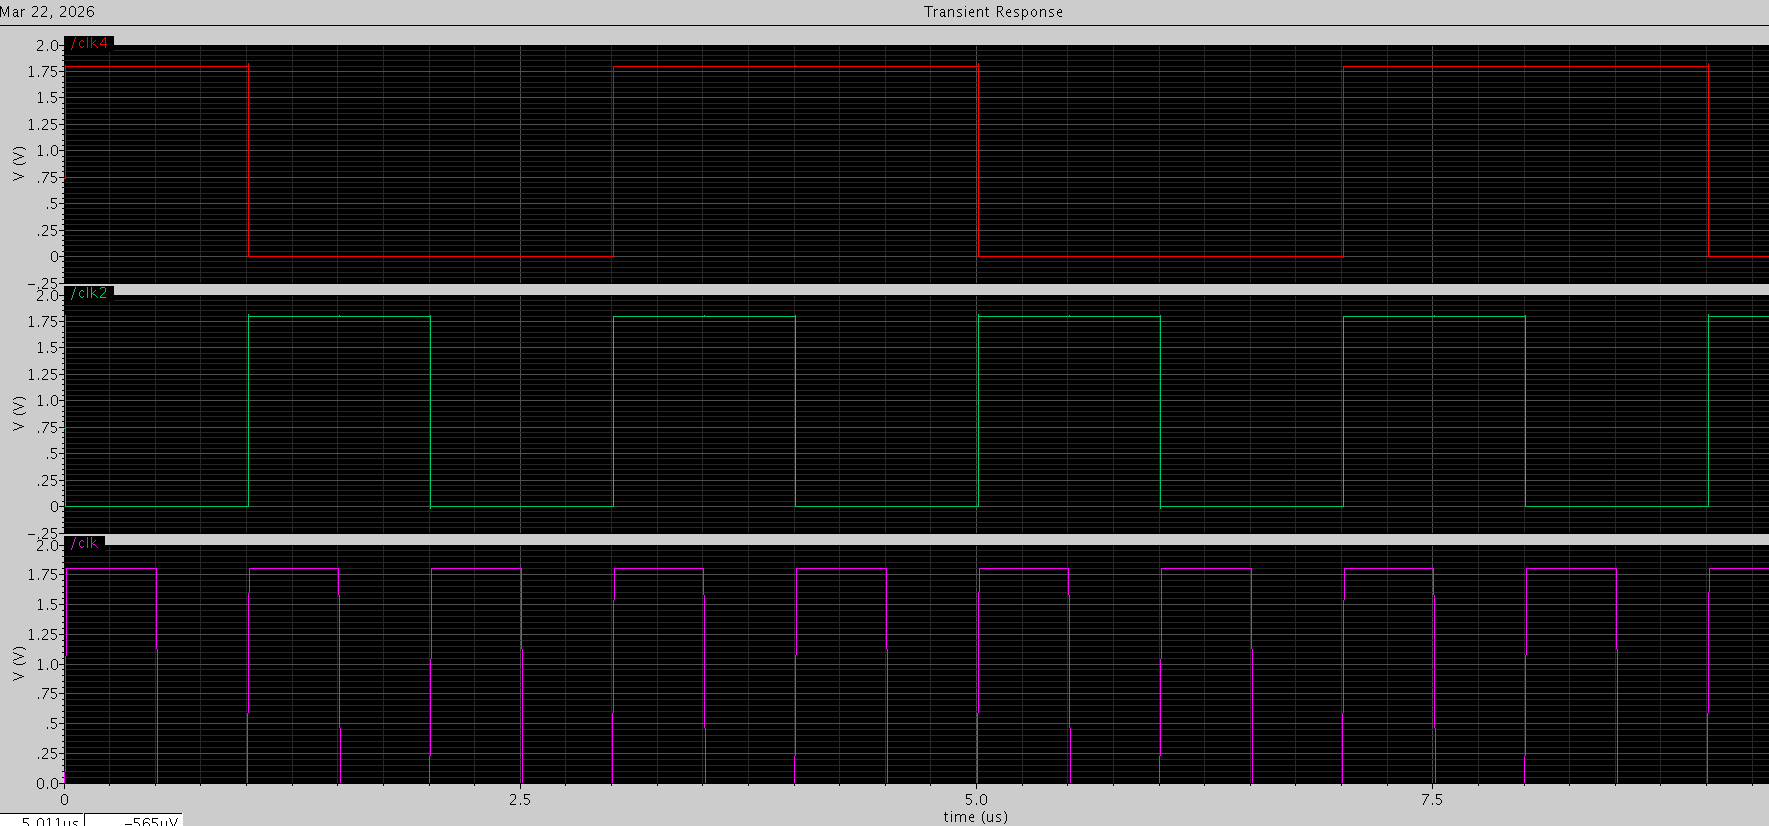 Mar 22, 2026
Transient Response
/clk4
2.0
1.75
1.5
1.25
1.0
.75
.5
.25
0
-.25
V (V)
/clk2
2.0
1.75
1.5
1.25
1.0
.75
.5
.25
0
-.25
V (V)
/clk
2.0
1.75
1.5
1.25
1.0
.75
.5
.25
0.0
V (V)
0 2.5 5.0 7.5
time (us)
5.011us -565uV